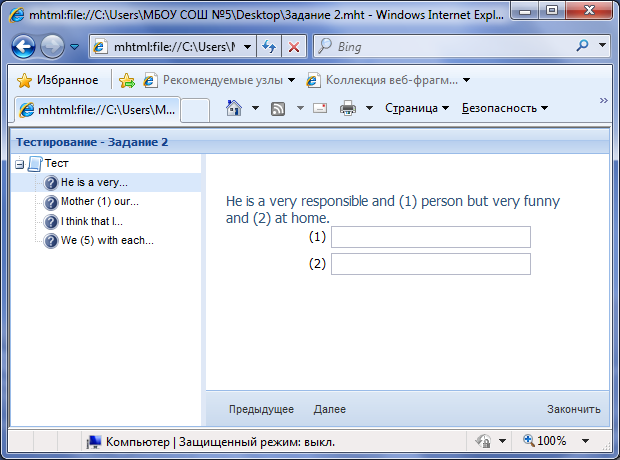 mhtml:file://C:\Users\МБОУ СОШ №5\Desktop\Задание 2.mht - Windows Internet Expl...
mhtml:file://C:\Users\М Bing
Избранное Рекомендуемые узлы Коллекция веб-фрагм...
mhtml:file://C:\Users\М... Страница Безопасность »
Тестирование - Задание 2
Тест
He is a very...
Mother (1) our...
I think that I...
We (5) with each...
He is a very responsible and (1) person but very funny
and (2) at home.
(1)
(2)
Предыдущее Далее Закончить
Компьютер | Защищенный режим: выкл. 100%